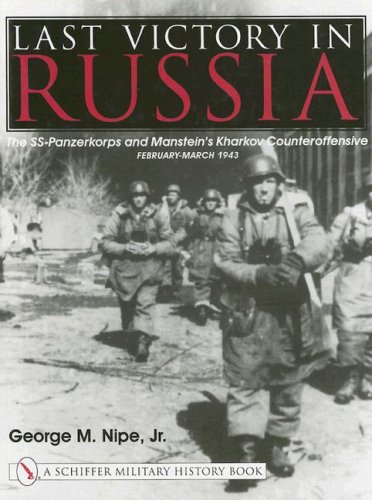 LAST VICTORY IN
RUSSIA
The SS-Panzerkorps and Manstein's Kharkov Counteroffensive
FEBRUARY-MARCH 1943
George M. Nipe, Jr.
A SCHIFFER MILITARY HISTORY BOOK